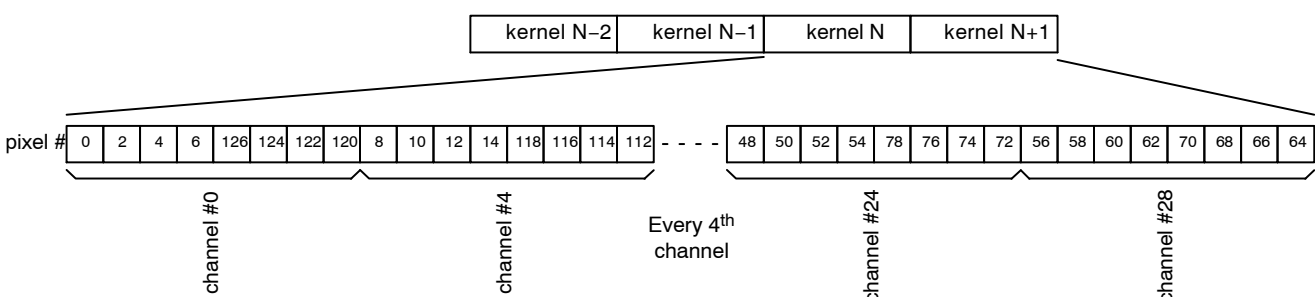 kernel N−2 kernel N−1 kernel N kernel N+1
pixel # 0 2 4 6 126 124 122 120 8 10 12 14 118 116 114 112 - - - - 48 50 52 54 78 76 74 72 56 58 60 62 70 68 66 64
channel #0
channel #4
Every 4th
channel
channel #24
channel #28